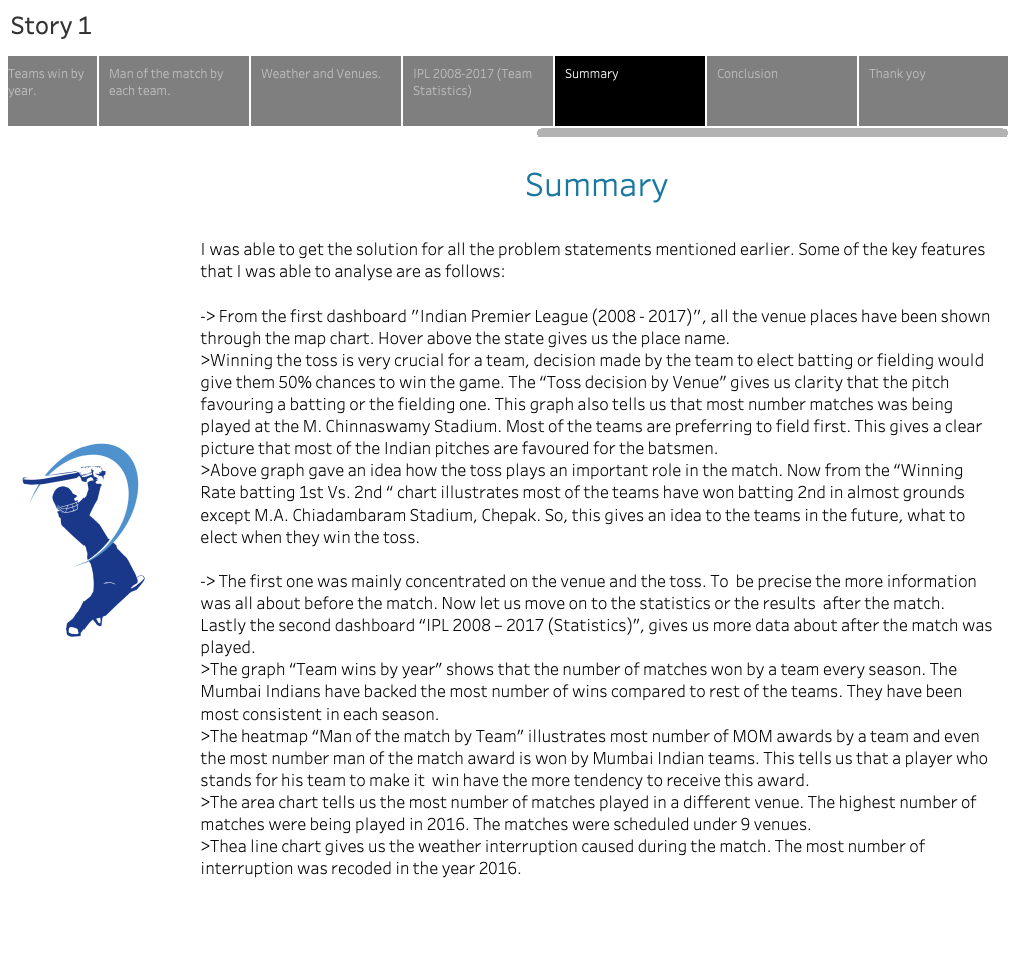 Story 1
Teams win by
year.
Man of the match by
each team.
Weather and Venues.
IPL 2008-2017 (Team
Statistics)
Summary
Conclusion
Thank yoy
Summary
I was able to get the solution for all the problem statements mentioned earlier. Some of the key features
that I was able to analyse are as follows:
-> From the first dashboard "Indian Premier League (2008 - 2017)", all the venue places have been shown
through the map chart. Hover above the state gives us the place name.
>Winning the toss is very crucial for a team, decision made by the team to elect batting or fielding would
give them 50% chances to win the game. The “Toss decision by Venue” gives us clarity that the pitch
favouring a batting or the fielding one. This graph also tells us that most number matches was being
played at the M. Chinnaswamy Stadium. Most of the teams are preferring to field first. This gives a clear
picture that most of the Indian pitches are favoured for the batsmen.
>Above graph gave an idea how the toss plays an important role in the match. Now from the “Winning
Rate batting 1st Vs. 2nd “ chart illustrates most of the teams have won batting 2nd in almost grounds
except M.A. Chiadambaram Stadium, Chepak. So, this gives an idea to the teams in the future, what to
elect when they win the toss.
-> The first one was mainly concentrated on the venue and the toss. To  be precise the more information
was all about before the match. Now let us move on to the statistics or the results  after the match.
Lastly the second dashboard “IPL 2008 – 2017 (Statistics)”, gives us more data about after the match was
played.
>The graph “Team wins by year” shows that the number of matches won by a team every season. The
Mumbai Indians have backed the most number of wins compared to rest of the teams. They have been
most consistent in each season.
>The heatmap “Man of the match by Team” illustrates most number of MOM awards by a team and even
the most number man of the match award is won by Mumbai Indian teams. This tells us that a player who
stands for his team to make it  win have the more tendency to receive this award.
>The area chart tells us the most number of matches played in a different venue. The highest number of
matches were being played in 2016. The matches were scheduled under 9 venues.
>Thea line chart gives us the weather interruption caused during the match. The most number of
interruption was recoded in the year 2016.